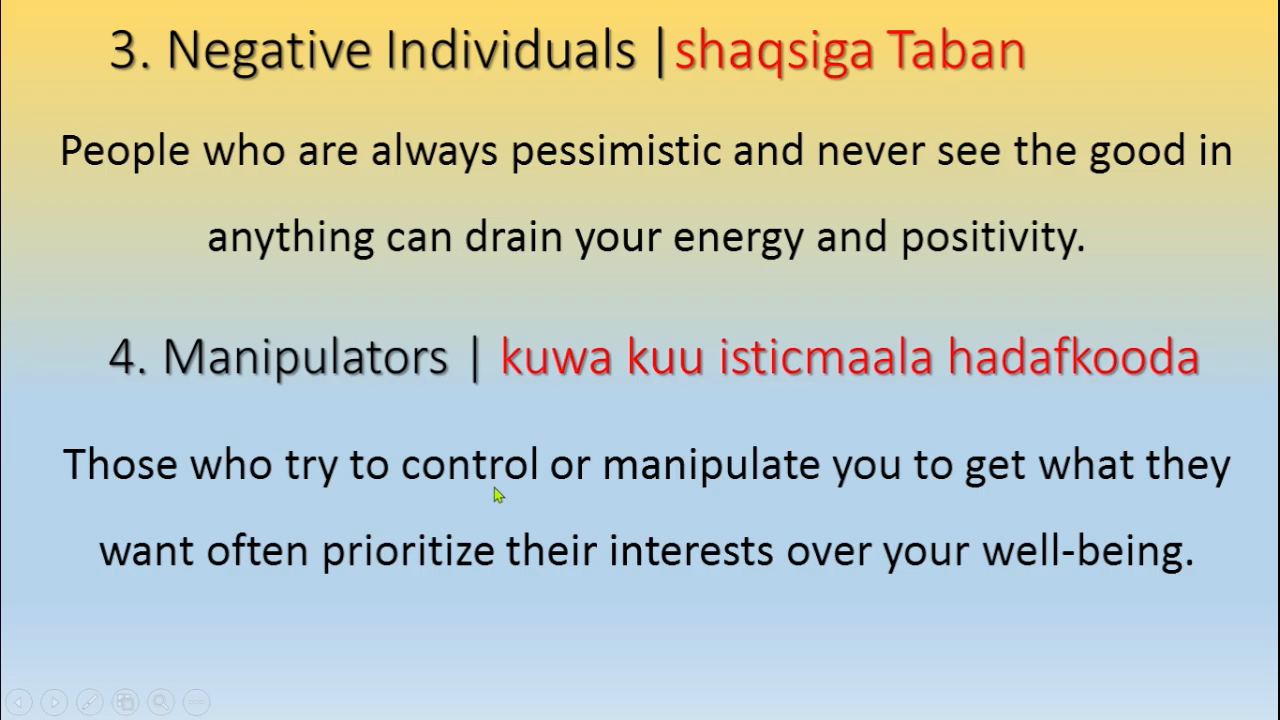 3. Negative Individuals |shaqsiga Taban
People who are always pessimistic and never see the good in
anything can drain your energy and positivity.
4. Manipulators | kuwa kuu isticmaala hadafkooda
Those who try to control or manipulate you to get what they
want often prioritize their interests over your well-being.